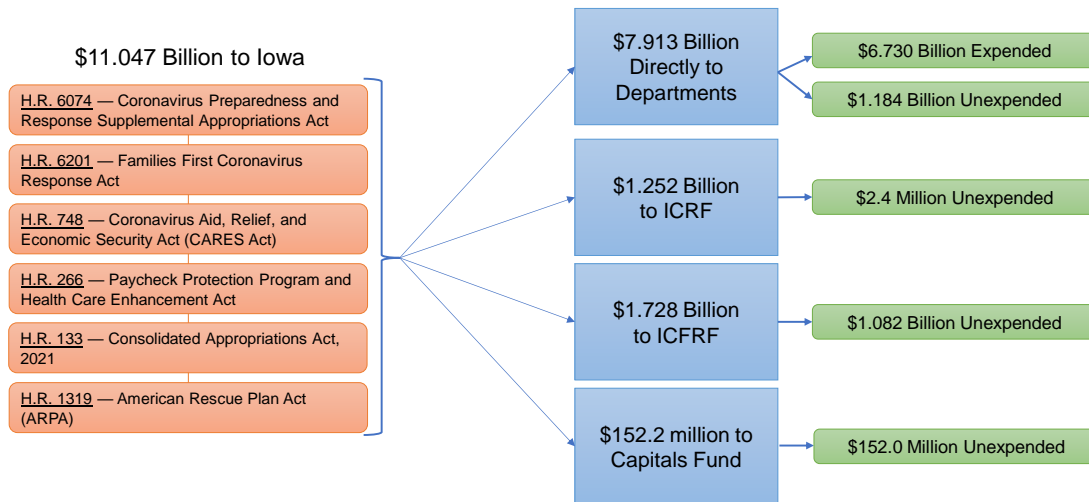 $11.047 Billion to Iowa
H.R. 6074 — Coronavirus Preparedness and
Response Supplemental Appropriations Act
H.R. 6201 — Families First Coronavirus
Response Act
H.R. 748 — Coronavirus Aid, Relief, and
Economic Security Act (CARES Act)
H.R. 266 — Paycheck Protection Program and
Health Care Enhancement Act
H.R. 133 — Consolidated Appropriations Act,
2021
H.R. 1319 — American Rescue Plan Act
(ARPA)
$7.913 Billion
Directly to
Departments
$6.730 Billion Expended
$1.184 Billion Unexpended
$1.252 Billion
to ICRF
$2.4 Million Unexpended
$1.728 Billion
to ICFRF
$1.082 Billion Unexpended
$152.2 million to
Capitals Fund
$152.0 Million Unexpended